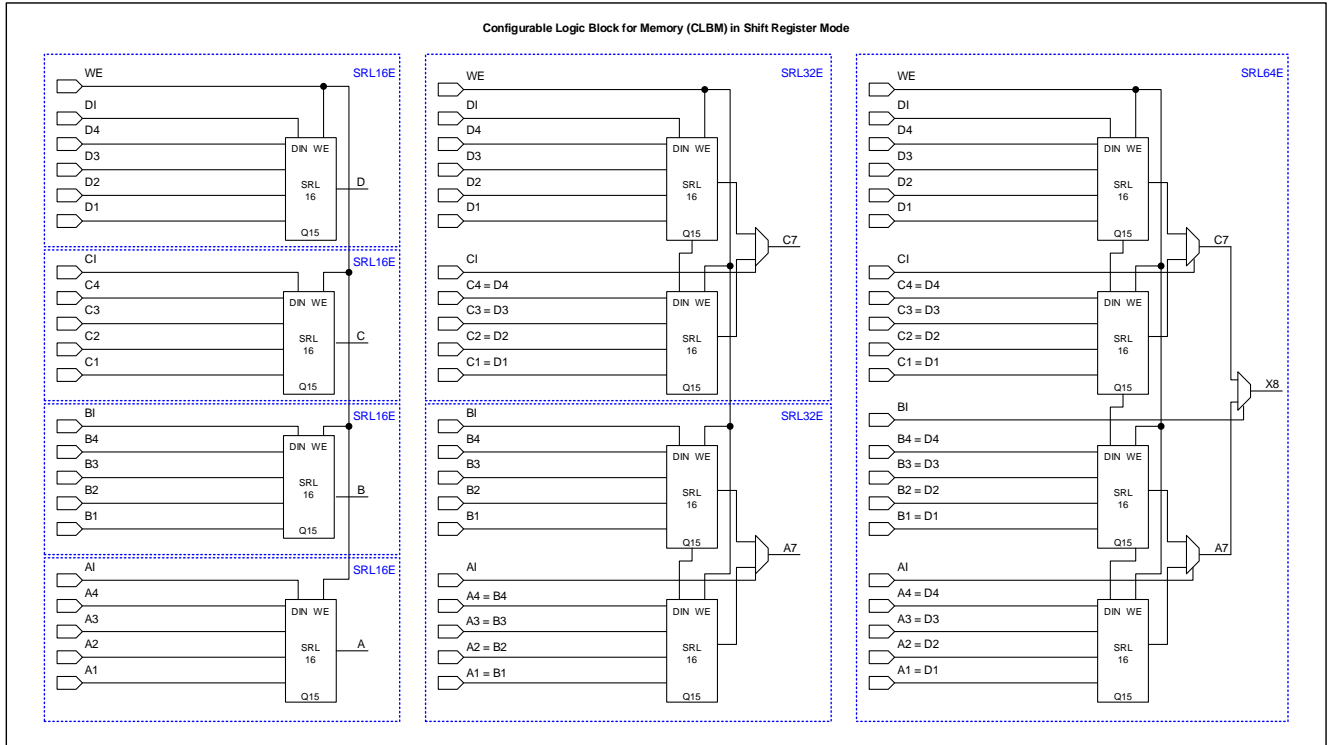 Configurable Logic Block for Memory (CLBM) in Shift Register Mode
SRL16E
WE
DI
D4
D3
D2
D1
DIN WE
SRL
16
Q15
D
SRL16E
CI
C4
C3
C2
C1
DIN WE
SRL
16
Q15
C
SRL16E
BI
B4
B3
B2
B1
DIN WE
SRL
16
Q15
B
SRL16E
AI
A4
A3
A2
A1
DIN WE
SRL
16
Q15
A
SRL32E
WE
DI
D4
D3
D2
D1
DIN WE
SRL
16
Q15
C7
CI
C4 = D4
C3 = D3
C2 = D2
C1 = D1
DIN WE
SRL
16
Q15
SRL32E
BI
B4
B3
B2
B1
DIN WE
SRL
16
Q15
A7
AI
A4 = B4
A3 = B3
A2 = B2
A1 = B1
DIN WE
SRL
16
Q15
SRL64E
WE
DI
D4
D3
D2
D1
DIN WE
SRL
16
Q15
C7
CI
C4 = D4
C3 = D3
C2 = D2
C1 = D1
DIN WE
SRL
16
Q15
X8
BI
B4 = D4
B3 = D3
B2 = D2
B1 = D1
DIN WE
SRL
16
Q15
A7
AI
A4 = D4
A3 = D3
A2 = D2
A1 = D1
DIN WE
SRL
16
Q15